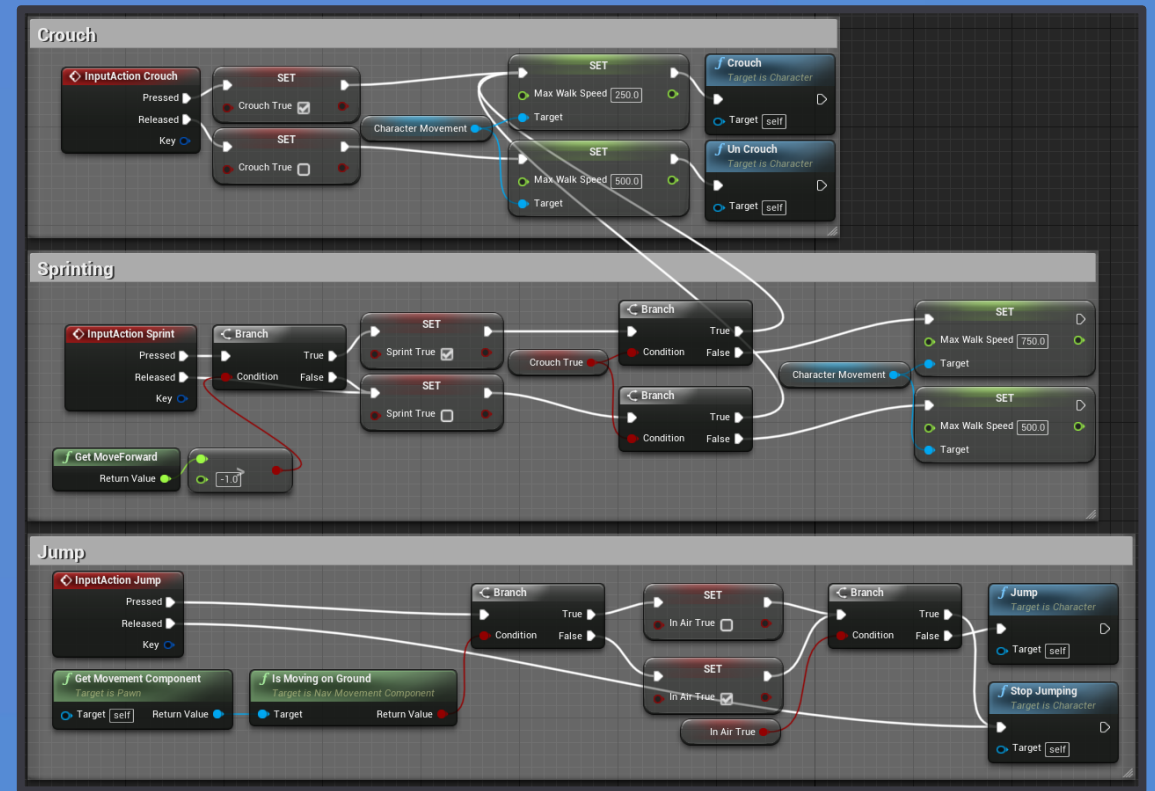 Crouch
InputAction Crouch
Pressed
Released
Key
SET
Crouch True
SET
Crouch True
Character Movement
SET
Max Walk Speed 250.0
Target
SET
Max Walk Speed 500.0
Target
Crouch
Target is Character
Target self
Un Crouch
Target is Character
Target self
Sprinting
InputAction Sprint
Pressed
Released
Key
Branch
True
Condition False
SET
Sprint True
SET
Sprint True
Crouch True
Branch
True
Condition False
Branch
True
Condition False
Character Movement
SET
Max Walk Speed 750.0
Target
SET
Max Walk Speed 500.0
Target
Get MoveForward
Return Value
>
-1.0
Jump
InputAction Jump
Pressed
Released
Key
Get Movement Component
Target is Pawn
Target self Return Value
Is Moving on Ground
Target is Nav Movement Component
Target Return Value
Branch
True
Condition False
SET
In Air True
SET
In Air True
In Air True
Branch
True
Condition False
Jump
Target is Character
Target self
Stop Jumping
Target is Character
Target self